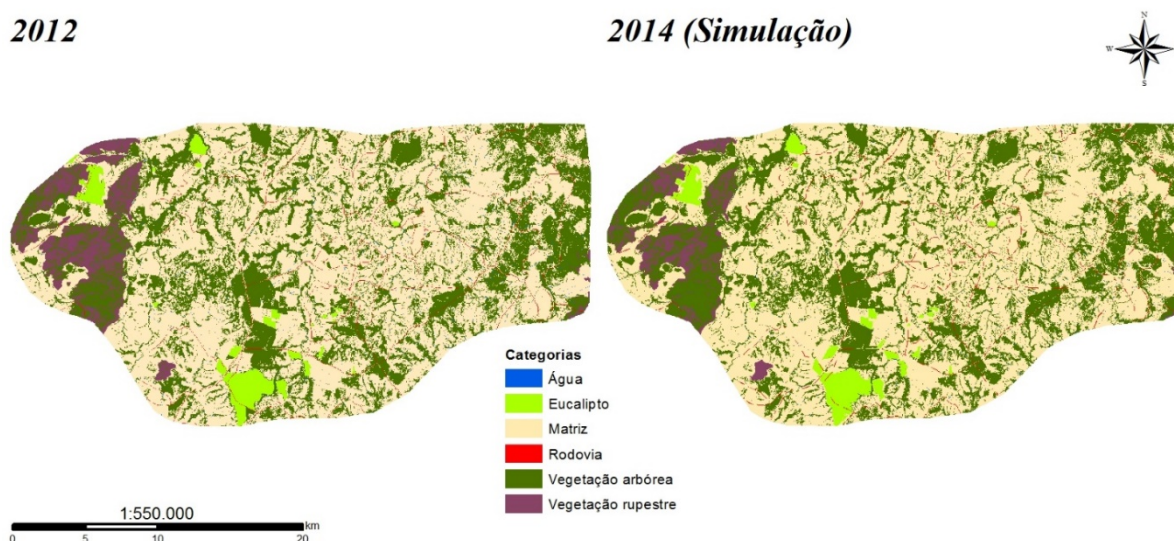 2012
2014 (Simulação)
N
W
S
Categorias
Água
Eucalipto
Matriz
Rodovia
Vegetação arbórea
Vegetação rupestre
1:550.000
km
0 5 10 20